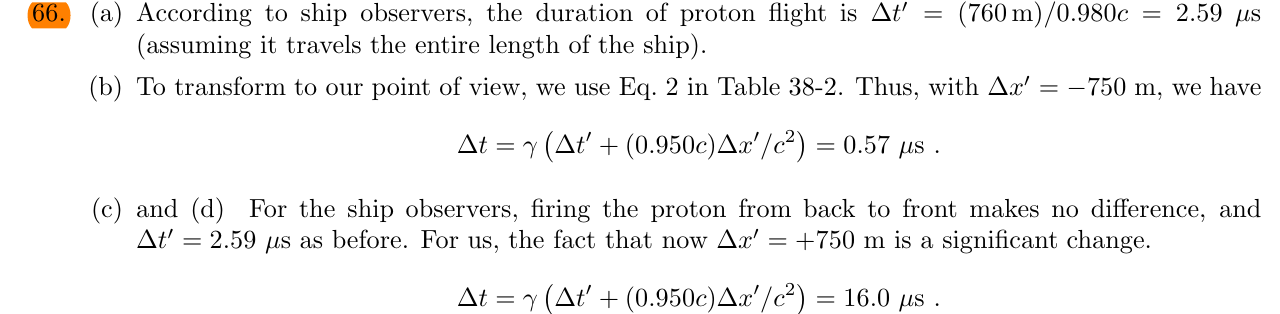 66. (a) According to ship observers, the duration of proton flight is Δt′ = (760 m)/0.980c = 2.59 μs
(assuming it travels the entire length of the ship).
(b) To transform to our point of view, we use Eq. 2 in Table 38-2. Thus, with Δx′ = −750 m, we have
Δt = γ (Δt′ + (0.950c)Δx′/c²) = 0.57 μs .
(c) and (d) For the ship observers, firing the proton from back to front makes no difference, and
Δt′ = 2.59 μs as before. For us, the fact that now Δx′ = +750 m is a significant change.
Δt = γ (Δt′ + (0.950c)Δx′/c²) = 16.0 μs .